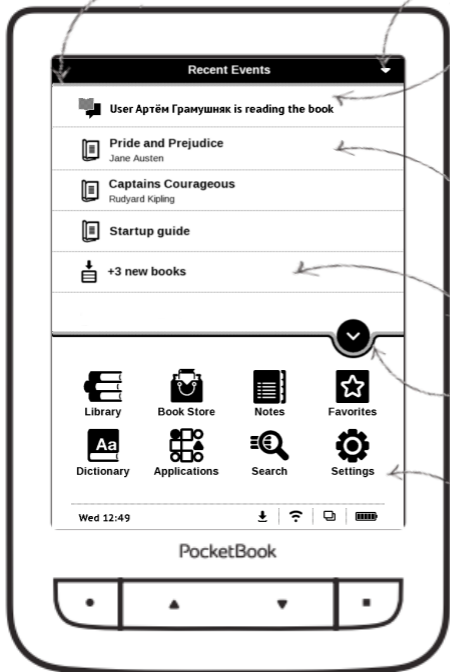 Recent Events
User Артём Грамушняк is reading the book
Pride and Prejudice
Jane Austen
Captains Courageous
Rudyard Kipling
Startup guide
+3 new books
Library Book Store Notes Favorites
Aa
Dictionary Applications Search Settings
Wed 12:49
PocketBook